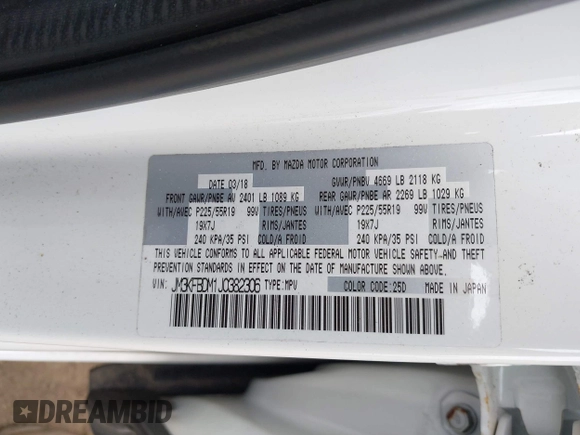 MFD. BY MAZDA MOTOR CORPORATION
DATE 03/18 GVWR/PNBV 4669 LB 2118 KG
FRONT GAWR/PNBE AV 2401 LB 1089 KG REAR GAWR/PNBE AR 2269 LB 1029 KG
WITH/AVEC P225/55R19 99V TIRES/PNEUS WITH/AVEC P225/55R19 99V TIRES/PNEUS
19X7J RIMS/JANTES 19X7J RIMS/JANTES
240 KPA/35 PSI COLD/A FROID 240 KPA/35 PSI COLD/A FROID
THIS VEHICLE CONFORMS TO ALL APPLICABLE FEDERAL MOTOR VEHICLE SAFETY AND THEFT
PREVENTION STANDARDS IN EFFECT ON THE DATE OF MANUFACTURE SHOWN ABOVE.
VIN: JM3KFBDM1J0382306 TYPE:MPV COLOR CODE:25D MADE IN JAPAN
DREAMBID